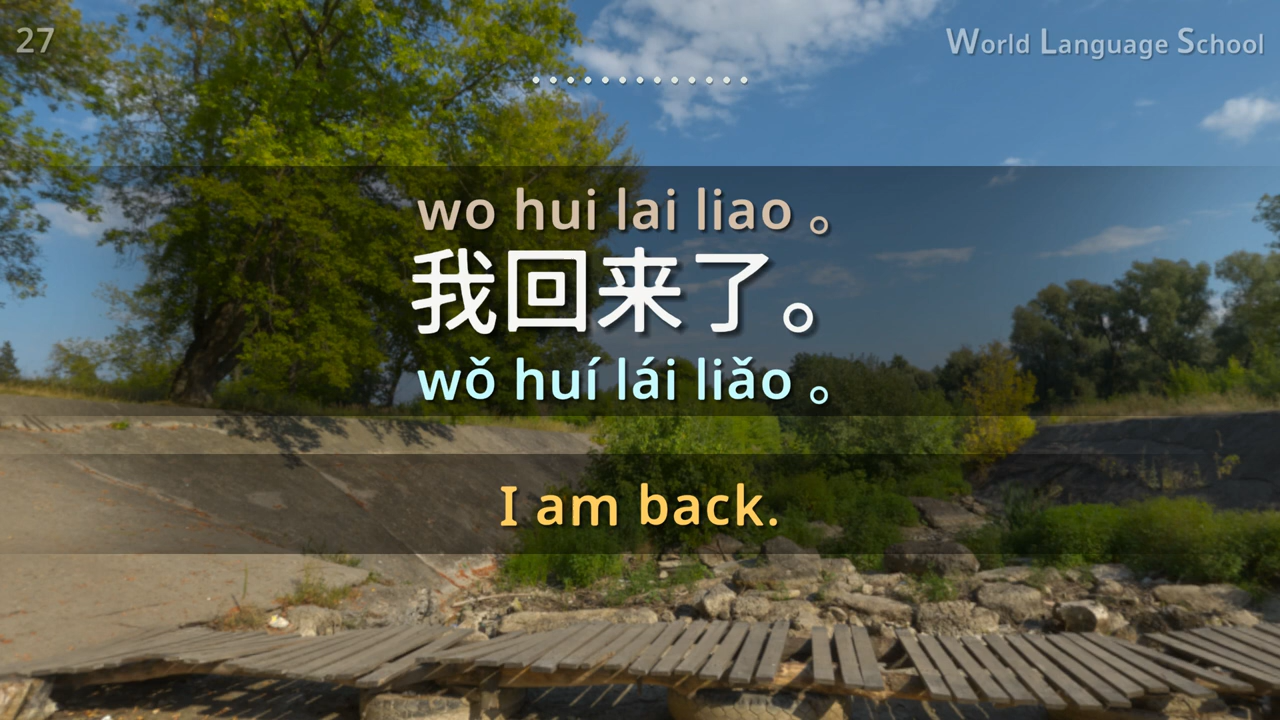 27
World Language School
wo hui lai liao 。
我回来了。
wǒ huí lái liǎo 。
I am back.